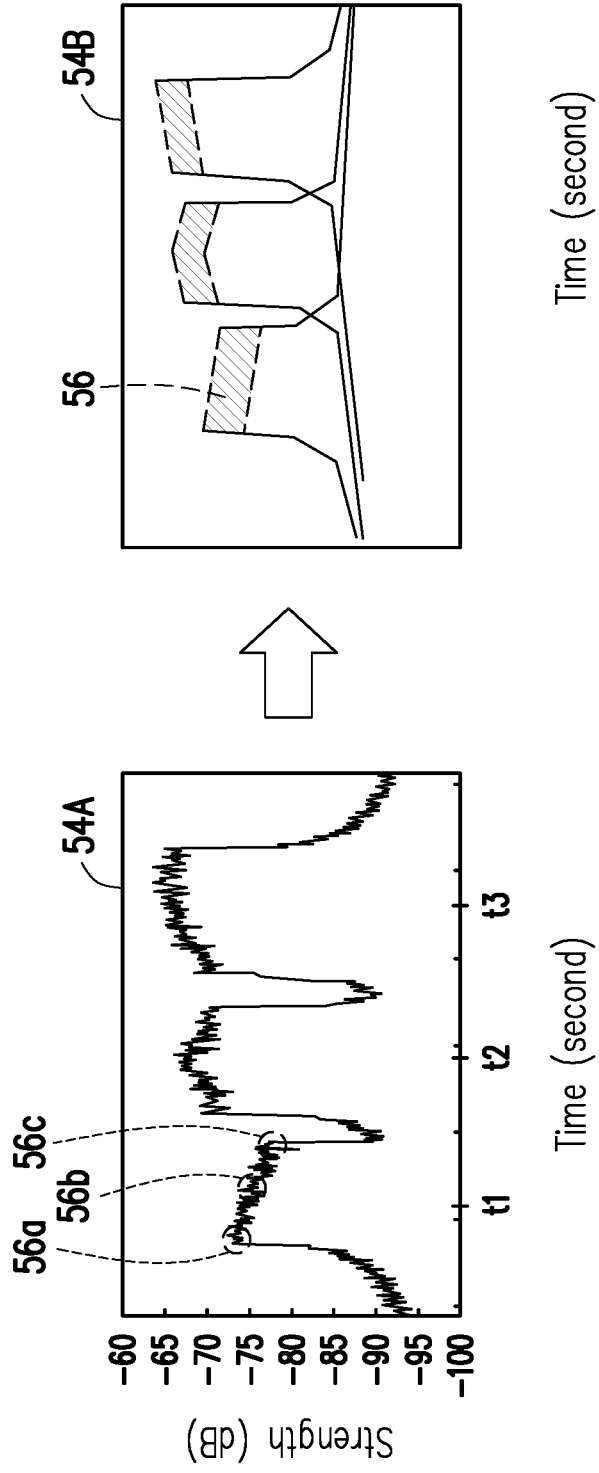 54A
54B
56a
56b
56c
56
-60
-65
-70
-75
-80
-85
-90
-95
-100
Strength (dB)
t1
t2
t3
Time (second)
Time (second)